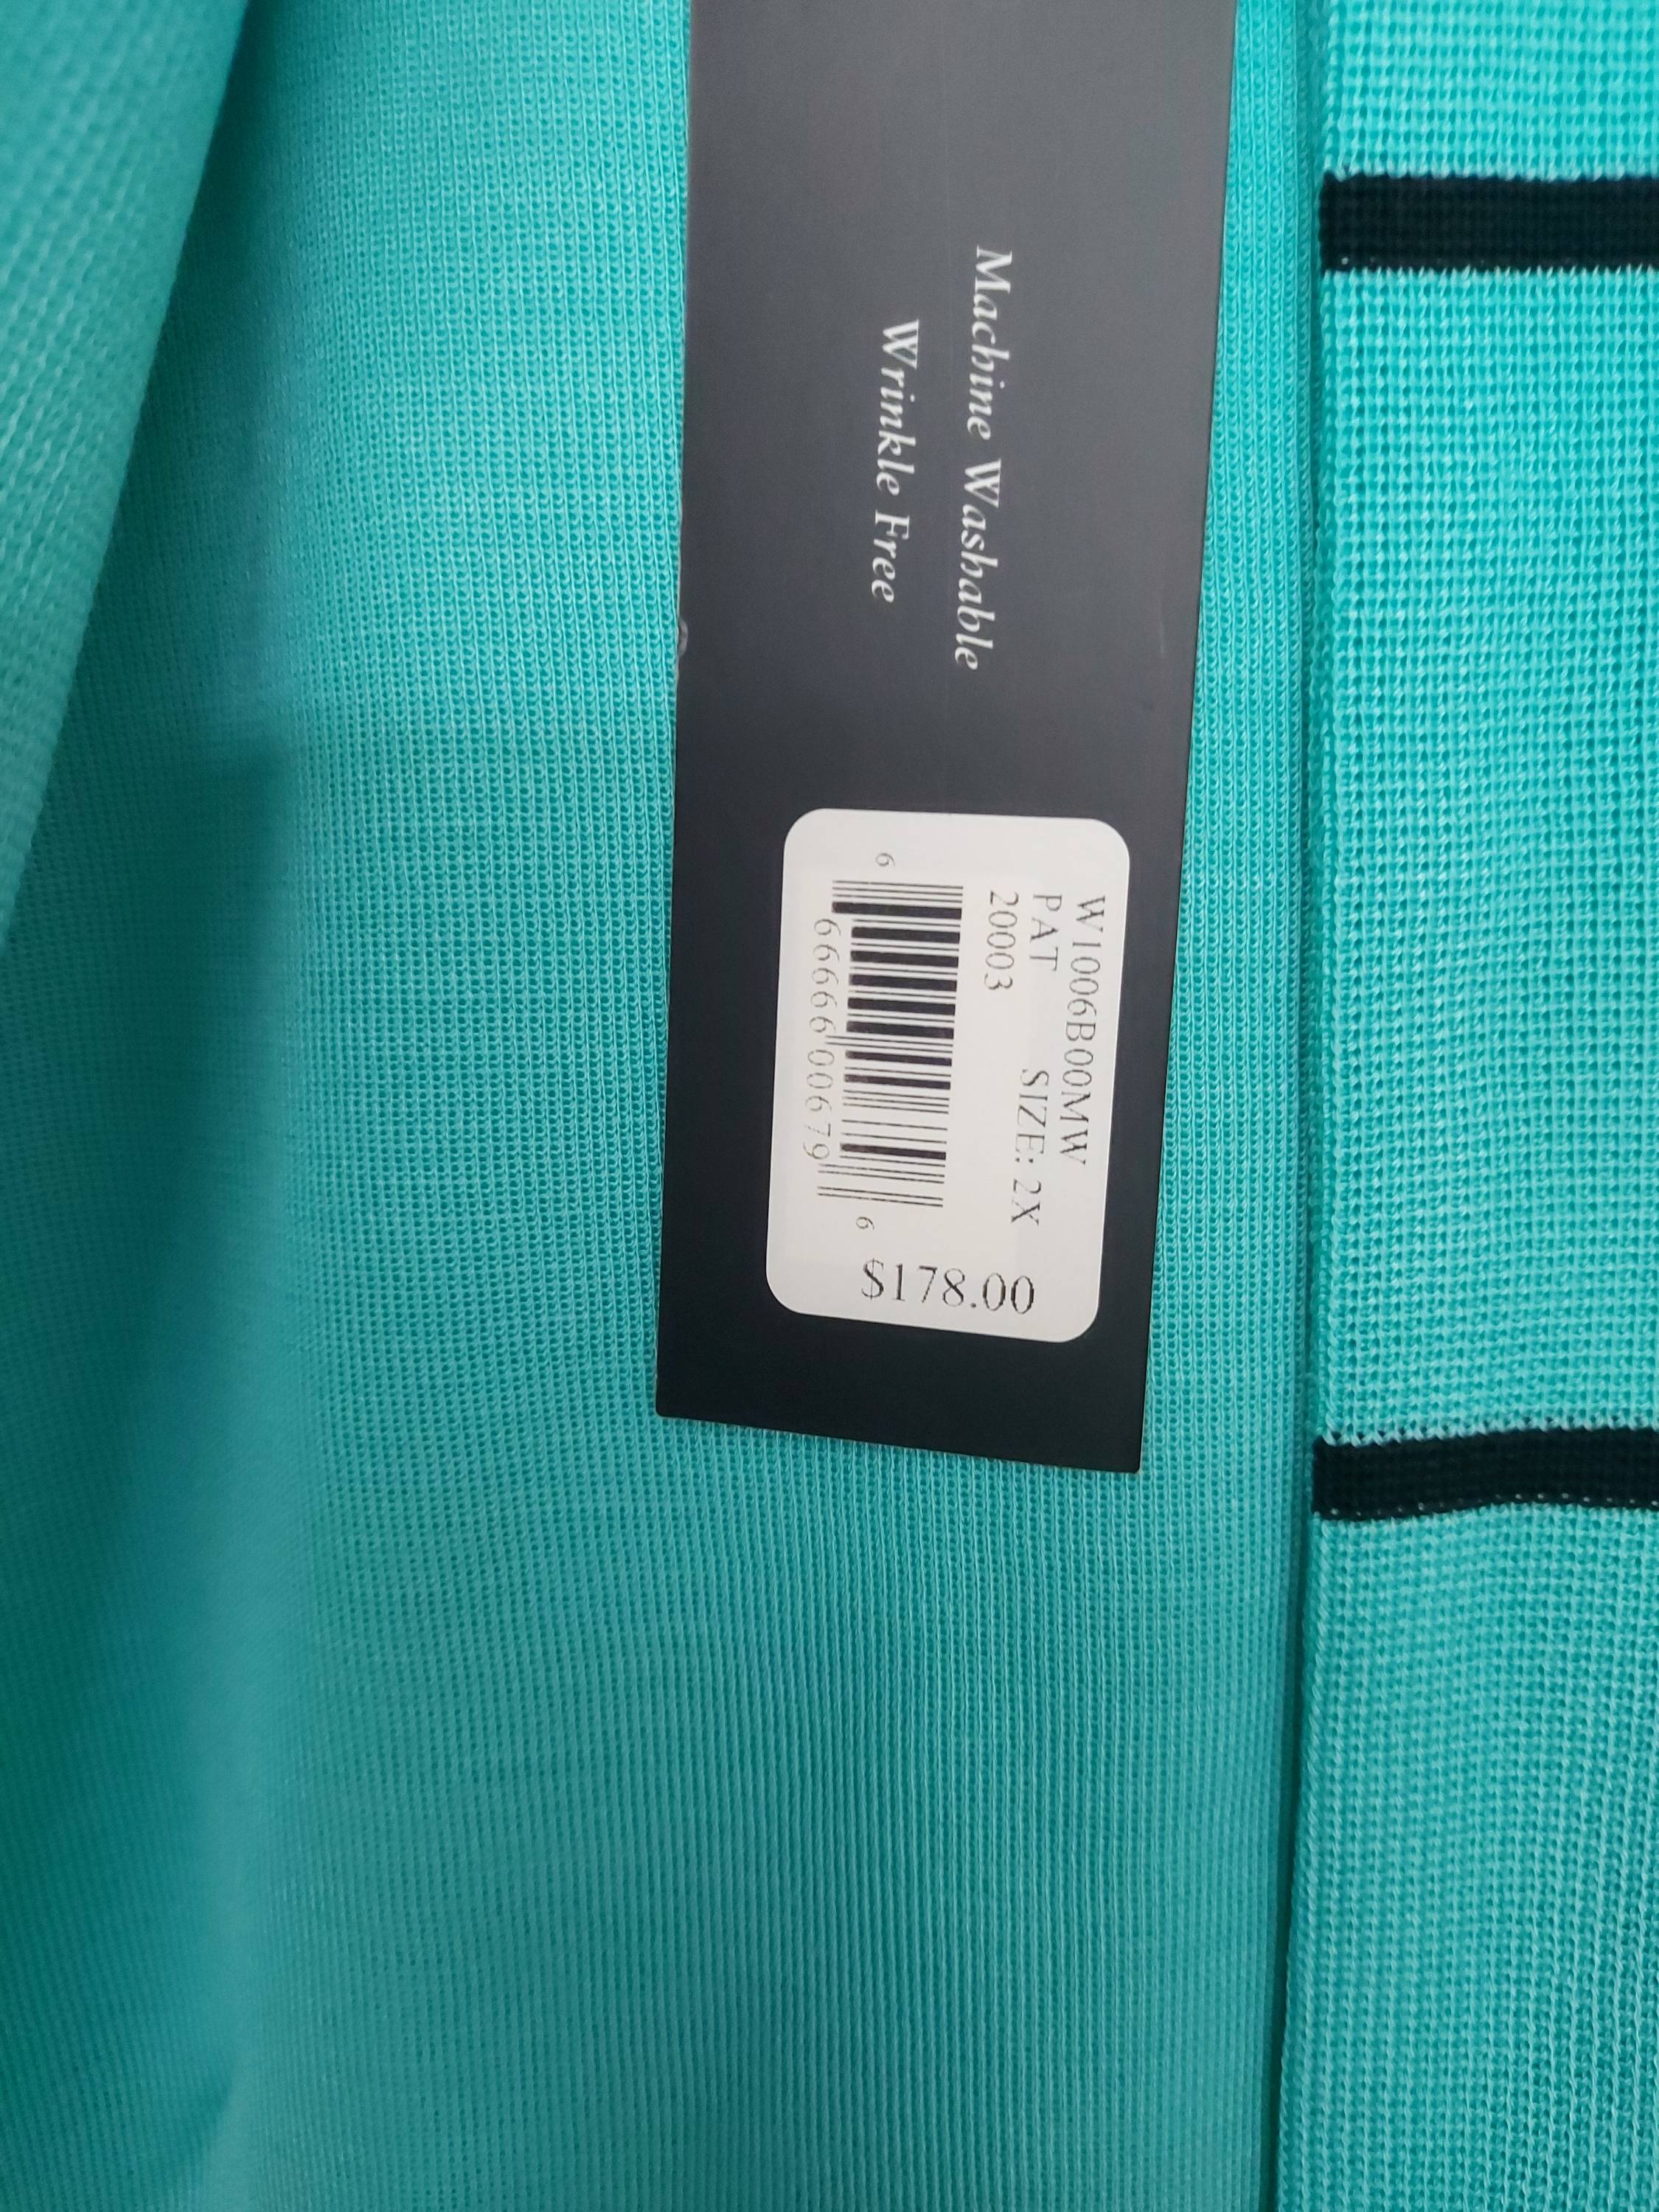 Machine Washable
Wrinkle Free
W1006B00MW
PAT SIZE: 2X
20003
6 66666 00679 6
$178.00